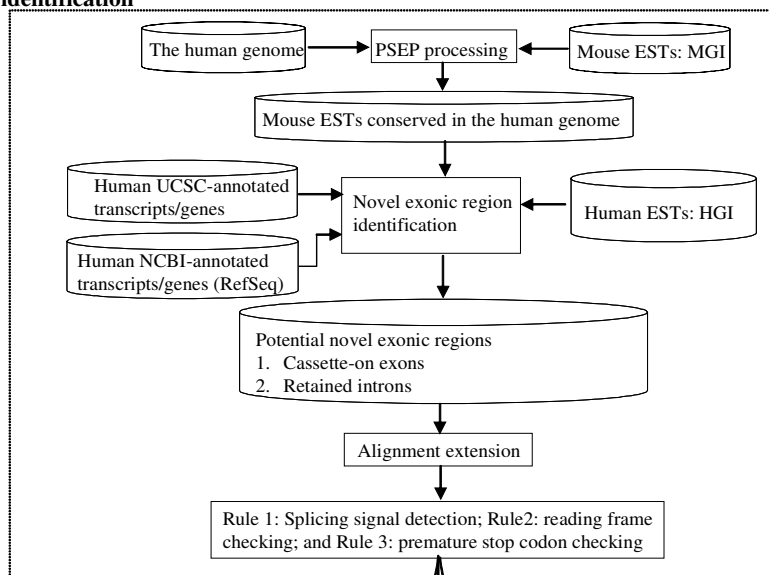 identification
The human genome
PSEP processing
Mouse ESTs: MGI
Mouse ESTs conserved in the human genome
Human UCSC-annotated
transcripts/genes
Novel exonic region
identification
Human ESTs: HGI
Human NCBI-annotated
transcripts/genes (RefSeq)
Potential novel exonic regions
1. Cassette-on exons
2. Retained introns
Alignment extension
Rule 1: Splicing signal detection; Rule2: reading frame
checking; and Rule 3: premature stop codon checking